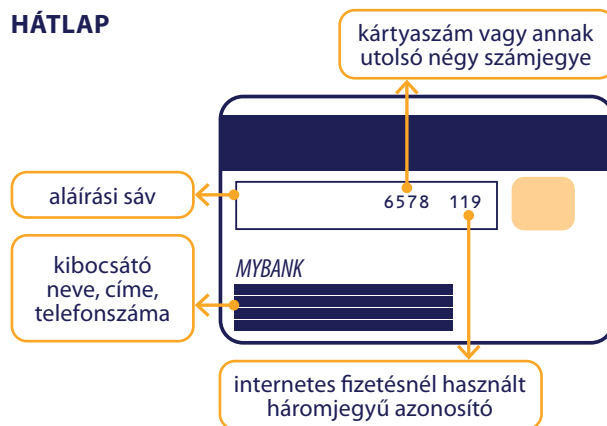 HÁTLAP
kártyaszám vagy annak
utolsó négy számjegye
aláírási sáv
6578 119
kibocsátó
neve, címe,
telefonszáma
MYBANK
internetes fizetésnél használt
háromjegyű azonosító